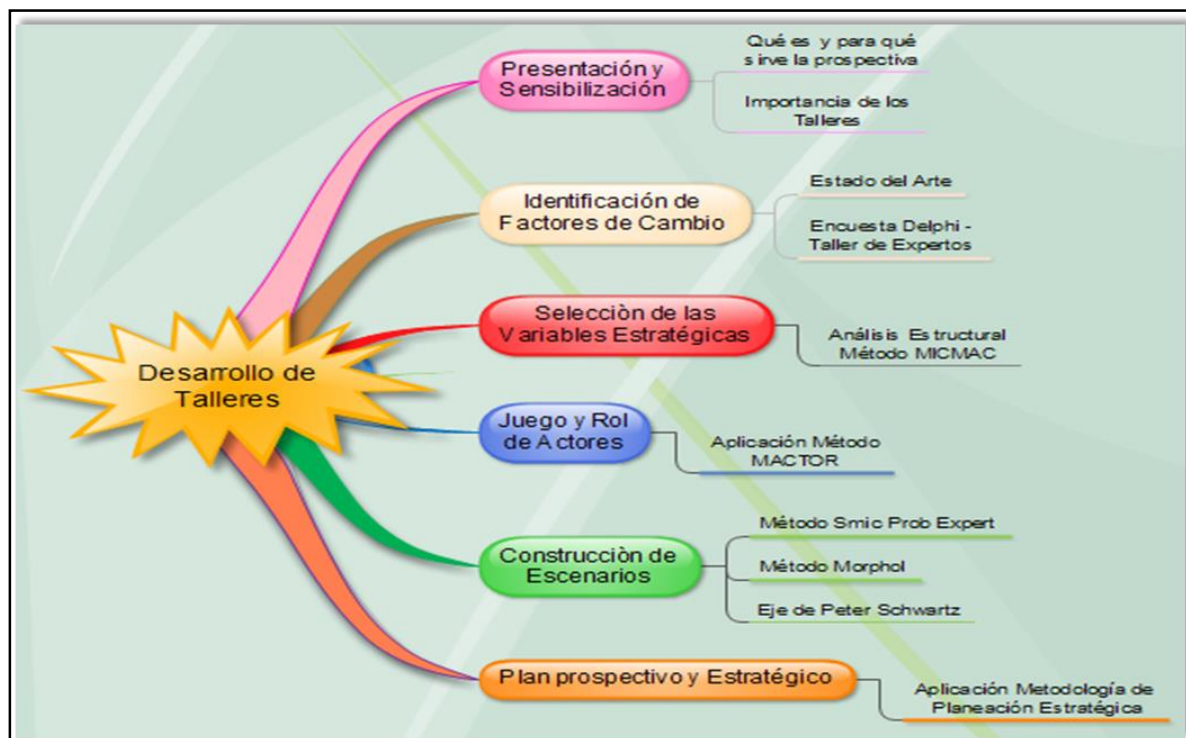 Qué es y para qué
sirve la prospectiva
Presentación y
Sensibilización
Importancia de los
Talleres
Identificación de
Factores de Cambio
Estado del Arte
Encuesta Delphi -
Taller de Expertos
Selecciòn de las
Variables Estratégicas
Análisis Estructural
Método MICMAC
Desarrollo de
Talleres
Juego y Rol
de Actores
Aplicación Método
MACTOR
Construcciòn de
Escenarios
Método Smic Prob Expert
Método Morphol
Eje de Peter Schwartz
Plan prospectivo y Estratégico
Aplicación Metodología de
Planeación Estratégica